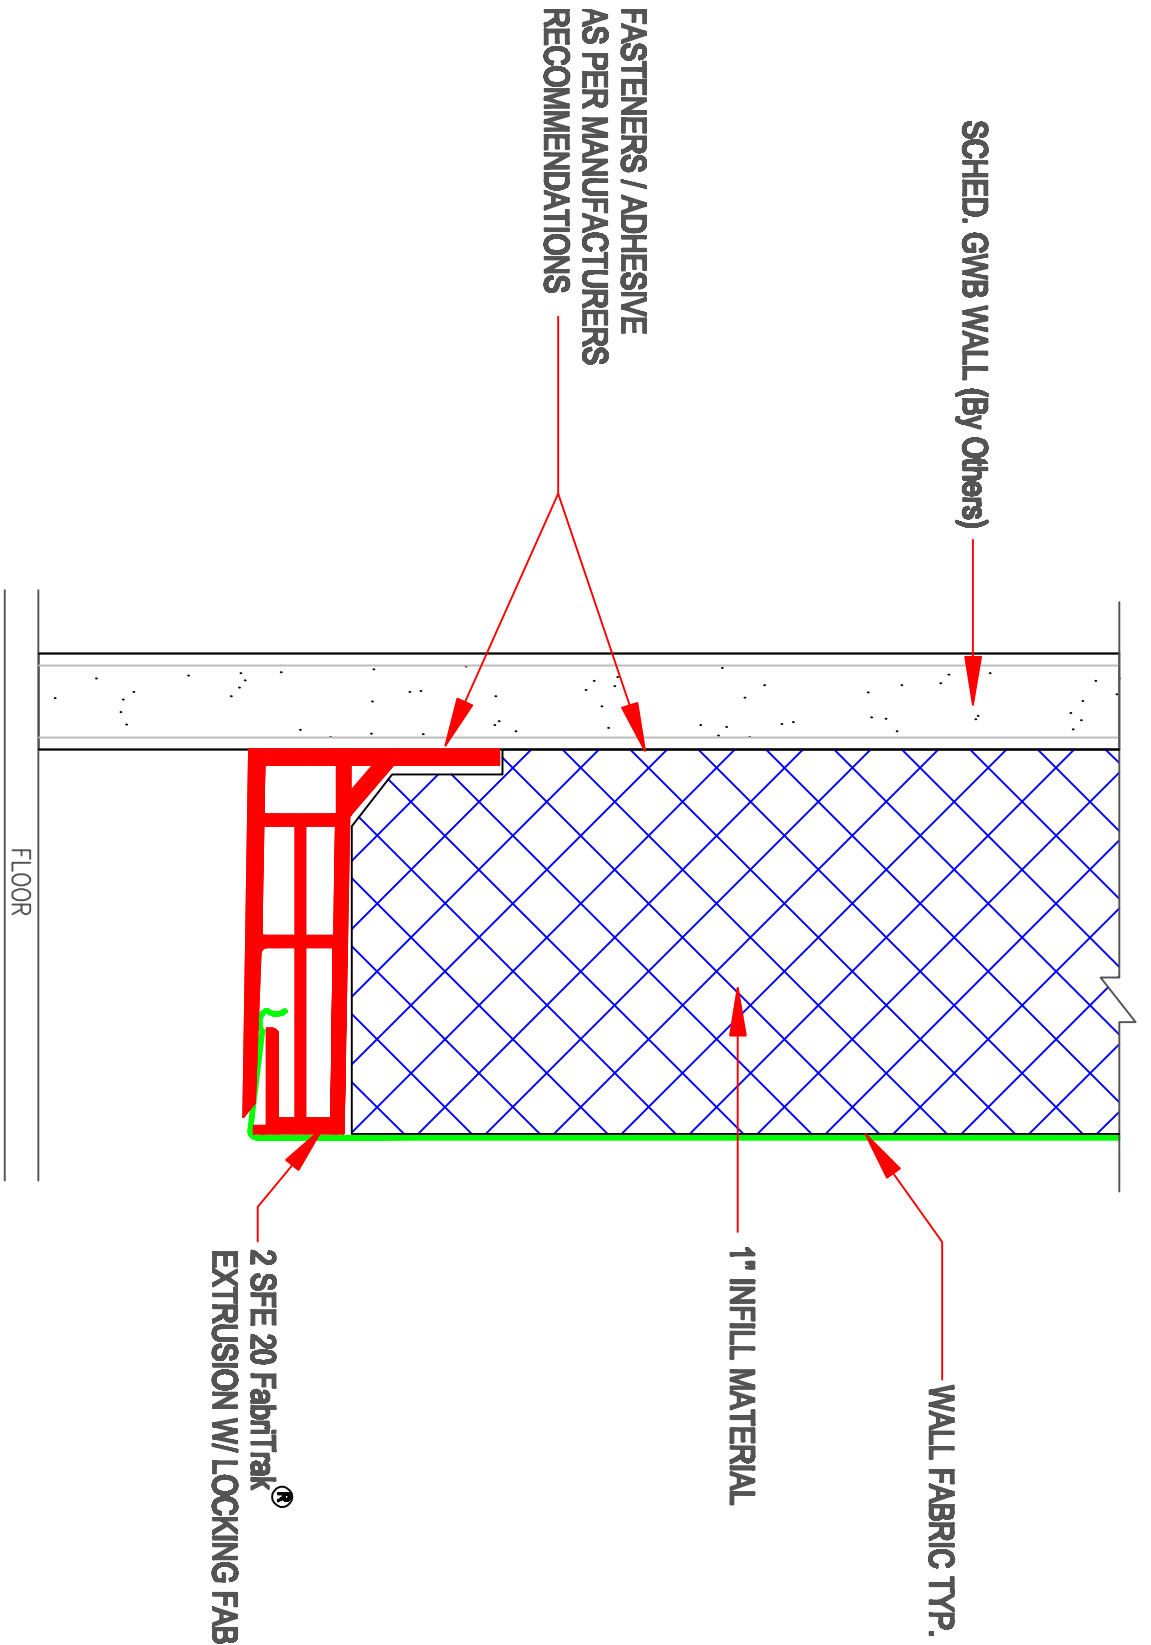 SCHED. GWB WALL (By Others)
FASTENERS / ADHESIVE
AS PER MANUFACTURERS
RECOMMENDATIONS
WALL FABRIC TYP.
1" INFILL MATERIAL
2 SFE 20 FabriTrak®
EXTRUSION W/ LOCKING FAB
FLOOR